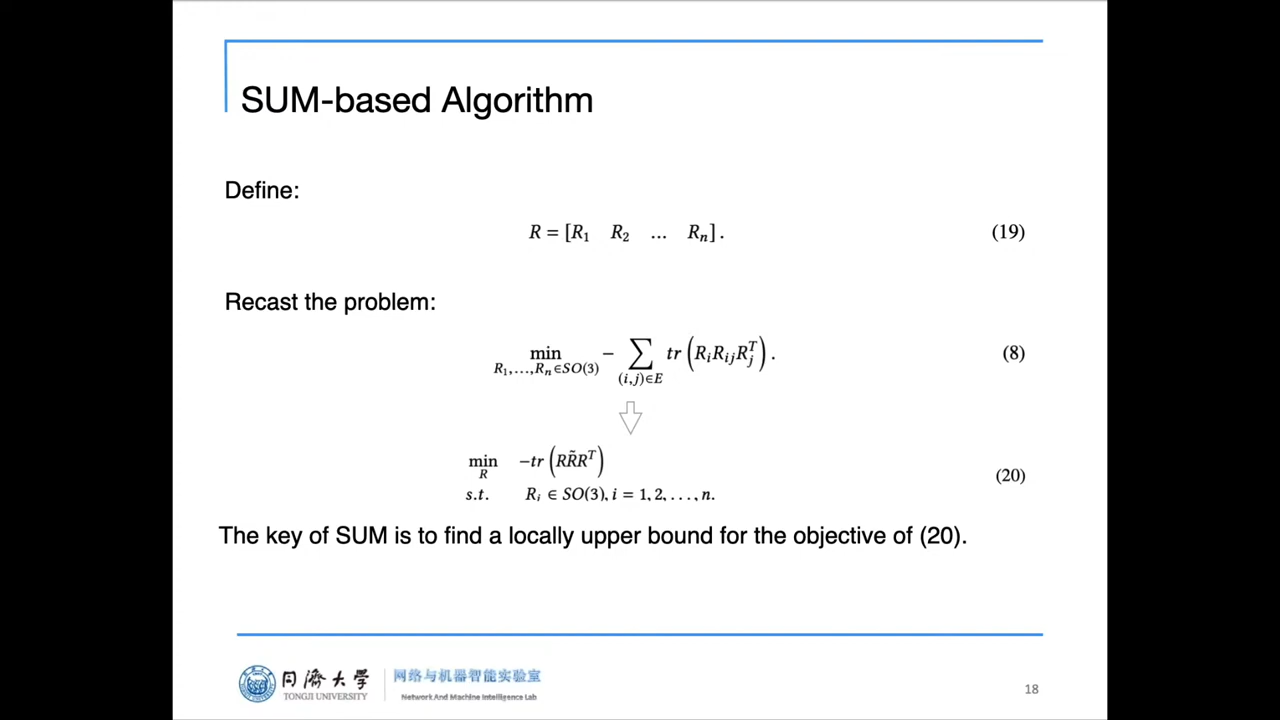 SUM-based Algorithm
Define:
R = [R₁ R₂ ... Rₙ] . (19)
Recast the problem:
min_{R₁,...,Rₙ∈SO(3)} − ∑_{(i,j)∈E} tr (RᵢRᵢⱼRⱼᵀ) . (8)
min_R −tr (RR̃Rᵀ)
s.t. Rᵢ ∈ SO(3), i = 1, 2, . . . , n. (20)
The key of SUM is to find a locally upper bound for the objective of (20).
同濟大学 网络与机器智能实验室
TONGJI UNIVERSITY Network And Machine Intelligence Lab
18